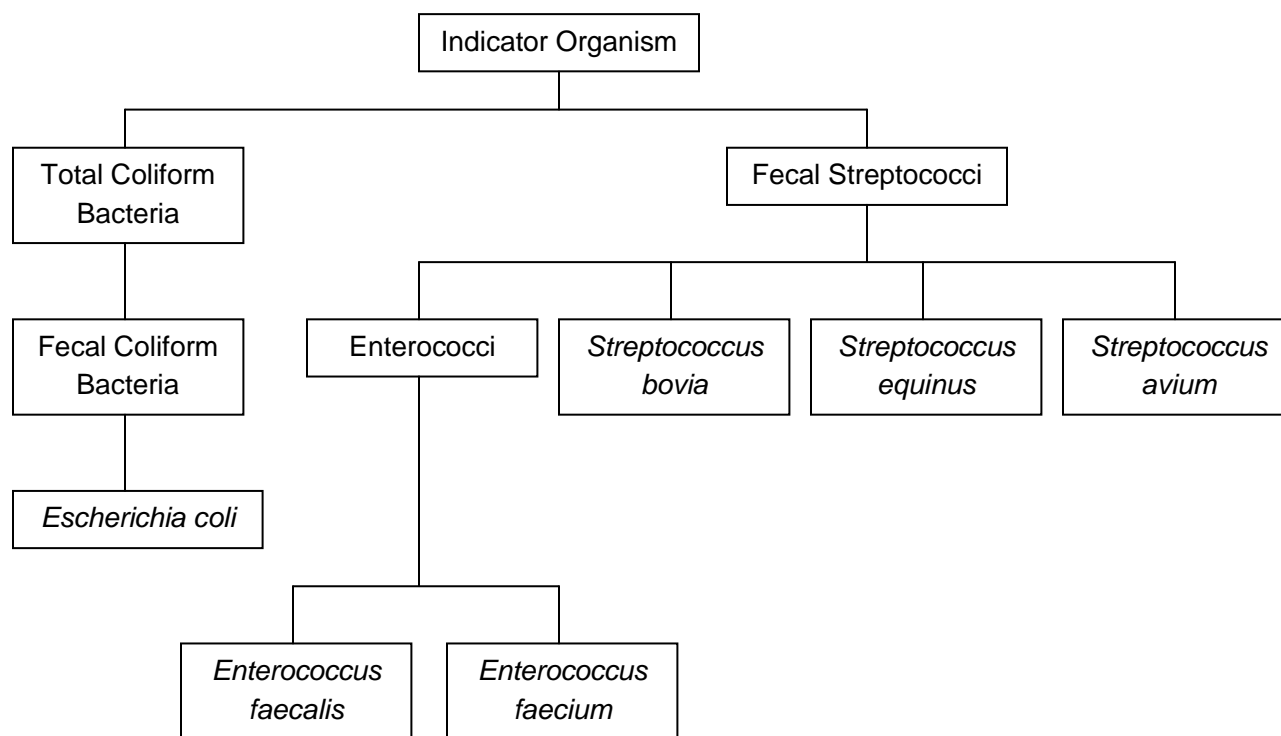 Indicator Organism
Total Coliform
Bacteria
Fecal Streptococci
Fecal Coliform
Bacteria
Enterococci
Streptococcus
bovia
Streptococcus
equinus
Streptococcus
avium
Escherichia coli
Enterococcus
faecalis
Enterococcus
faecium